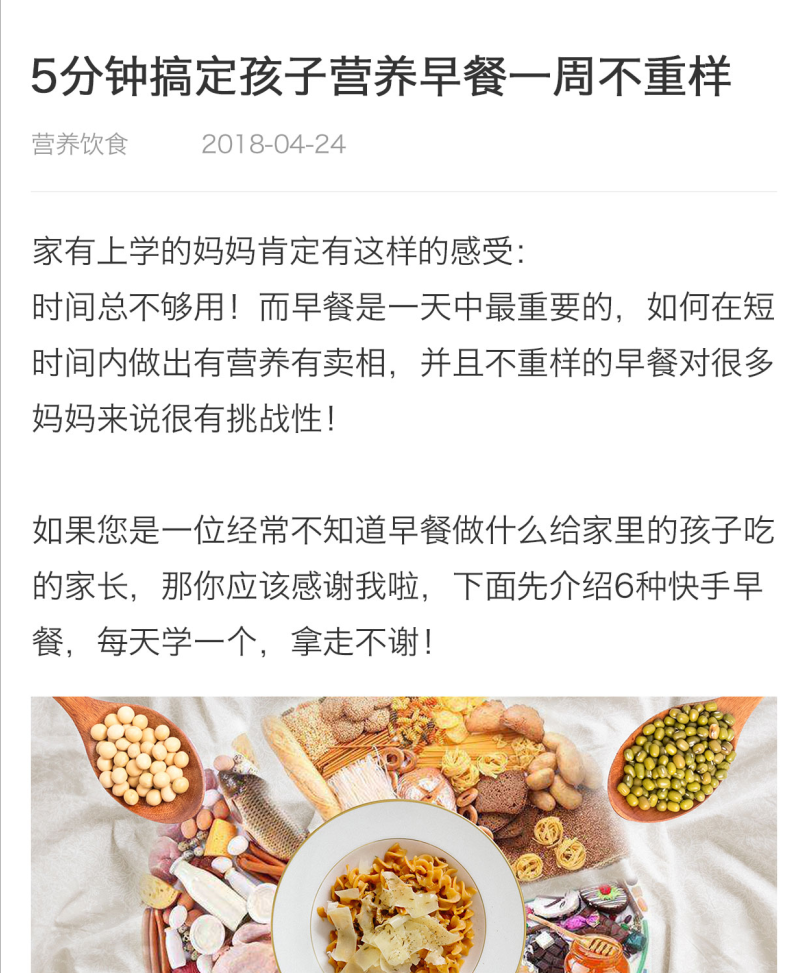 5分钟搞定孩子营养早餐一周不重样
营养饮食 2018-04-24
家有上学的妈妈肯定有这样的感受：
时间总不够用！而早餐是一天中最重要的，如何在短
时间内做出有营养有卖相，并且不重样的早餐对很多
妈妈来说很有挑战性！
如果您是一位经常不知道早餐做什么给家里的孩子吃
的家长，那你应该感谢我啦，下面先介绍6种快手早
餐，每天学一个，拿走不谢！